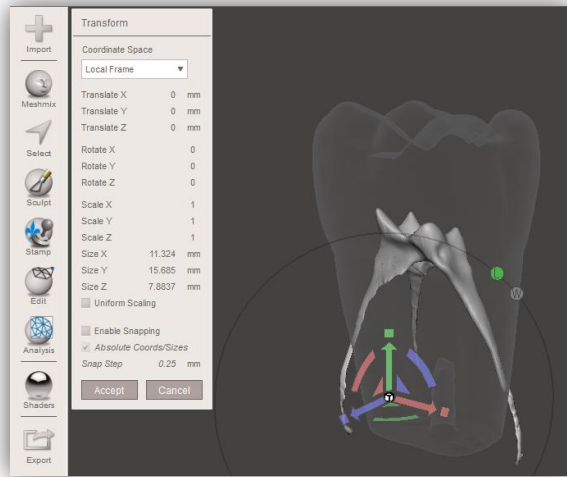 Import
Meshmix
Select
Sculpt
Stamp
Edit
Analysis
Shaders
Export
Transform
Coordinate Space
Local Frame
Translate X 0 mm
Translate Y 0 mm
Translate Z 0 mm
Rotate X 0
Rotate Y 0
Rotate Z 0
Scale X 1
Scale Y 1
Scale Z 1
Size X 11.324 mm
Size Y 15.685 mm
Size Z 7.8837 mm
Uniform Scaling
Enable Snapping
Absolute Coords/Sizes
Snap Step 0.25 mm
Accept Cancel
L
W